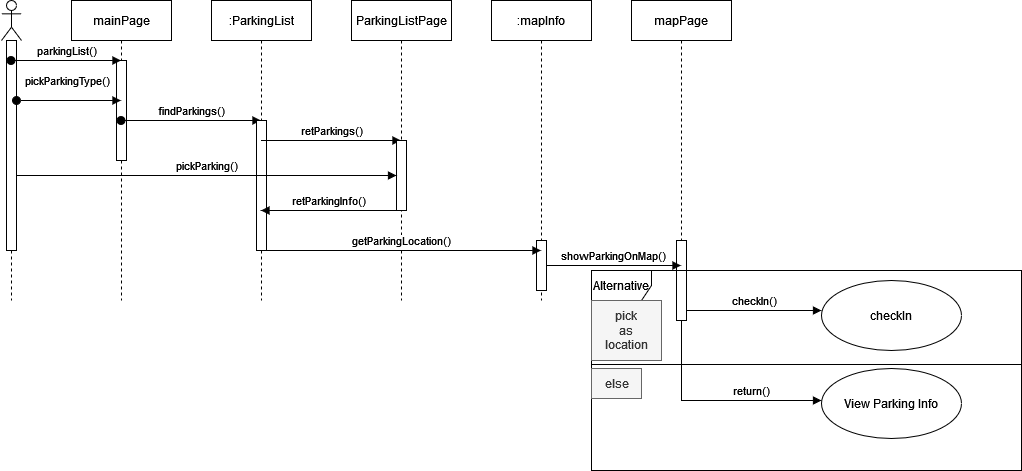 mainPage
:ParkingList
ParkingListPage
:mapInfo
mapPage
parkingList()
pickParkingType()
findParkings()
retParkings()
pickParking()
retParkingInfo()
getParkingLocation()
showParkingOnMap()
Alternative
checkIn()
checkIn
pick
as
location
else
return()
View Parking Info